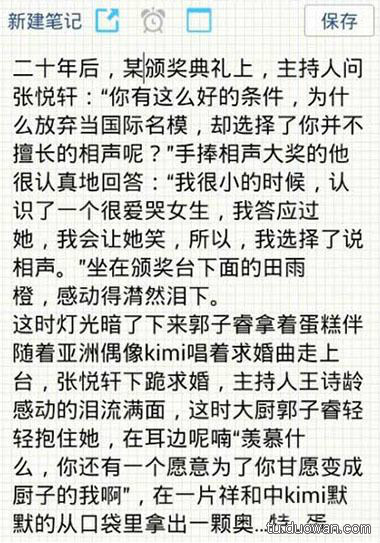 新建笔记 保存
二十年后，某颁奖典礼上，主持人问
张悦轩：“你有这么好的条件，为什
么放弃当国际名模，却选择了你并不
擅长的相声呢？”手捧相声大奖的他
很认真地回答：“我很小的时候，认
识了一个很爱哭女生，我答应过
她，我会让她笑，所以，我选择了说
相声。”坐在颁奖台下面的田雨
橙，感动得潸然泪下。
这时灯光暗了下来郭子睿拿着蛋糕伴
随着亚洲偶像kimi唱着求婚曲走上
台，张悦轩下跪求婚，主持人王诗龄
感动的泪流满面，这时大厨郭子睿轻
轻抱住她，在耳边呢喃“羡慕什
么，你还有一个愿意为了你甘愿变成
厨子的我啊”，在一片祥和中kimi默
默的从口袋里拿出一颗奥...特 蛋
tu.duowan.com